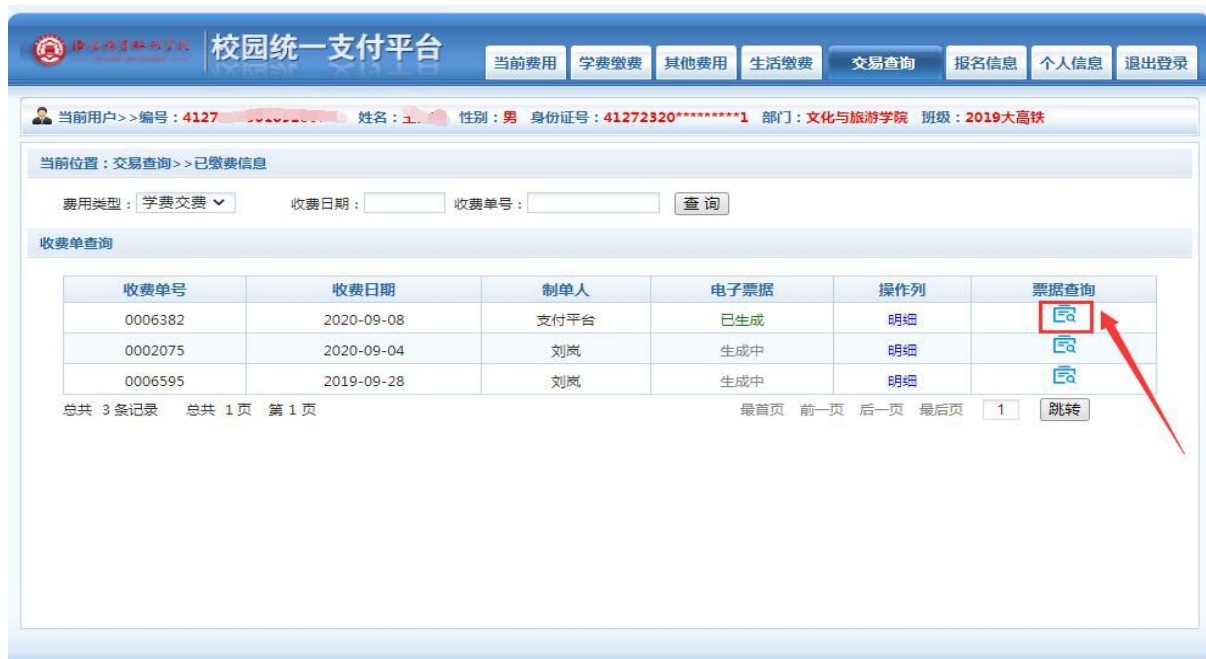 校园统一支付平台
当前费用 学费缴费 其他费用 生活缴费 交易查询 报名信息 个人信息 退出登录
当前用户>>编号：4127 姓名： 性别：男 身份证号：41272320*********1 部门：文化与旅游学院 班级：2019大高铁
当前位置：交易查询>>已缴费信息
费用类型： 学费交费 收费日期： 收费单号： 查 询
收费单查询
收费单号 收费日期 制单人 电子票据 操作列 票据查询
0006382 2020-09-08 支付平台 已生成 明细
0002075 2020-09-04 刘岚 生成中 明细
0006595 2019-09-28 刘岚 生成中 明细
总共 3 条记录 总共 1页 第 1 页 最首页 前一页 后一页 最后页 1 跳转